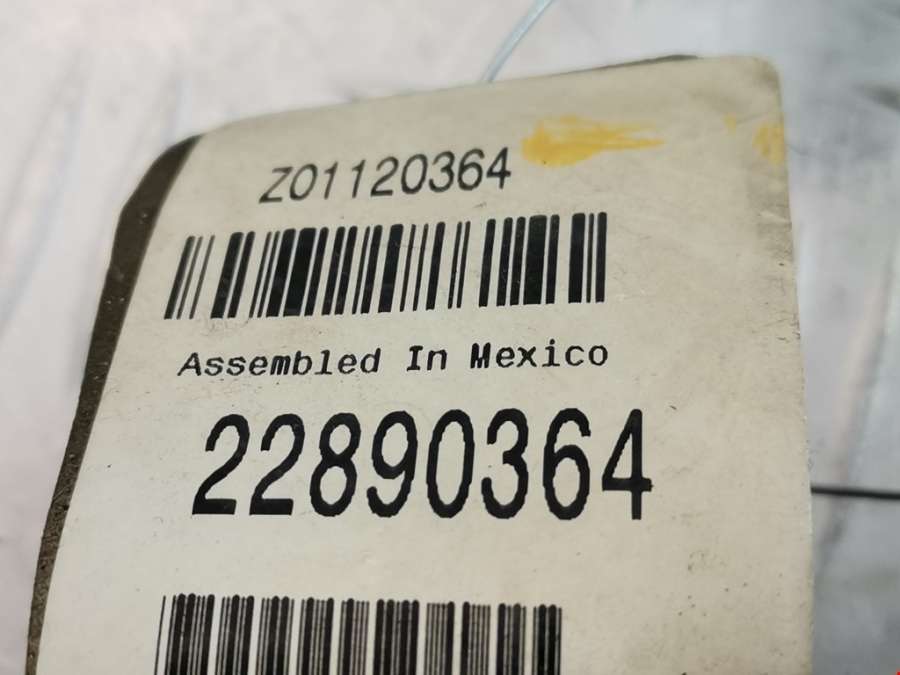 Z01120364
Assembled In Mexico
22890364